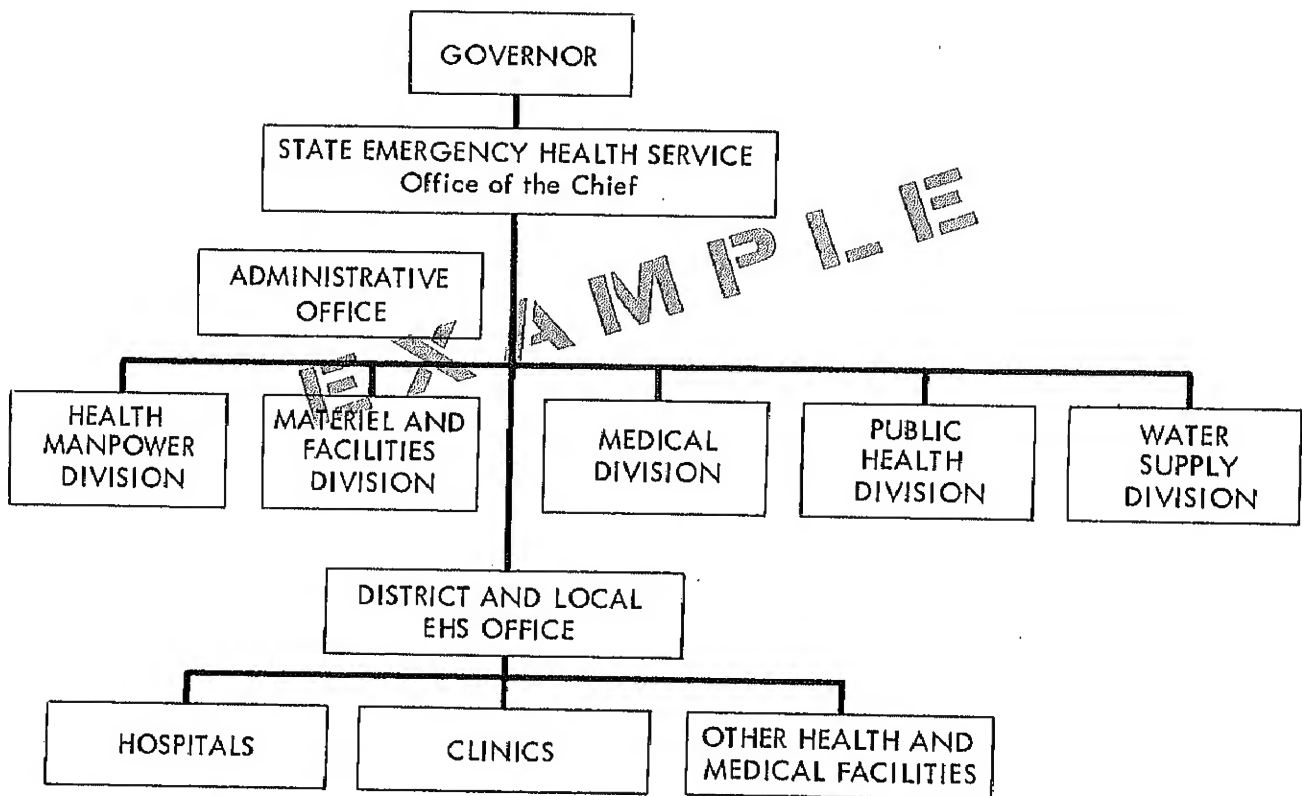 GOVERNOR
STATE EMERGENCY HEALTH SERVICE
Office of the Chief
EXAMPLE
ADMINISTRATIVE
OFFICE
HEALTH
MANPOWER
DIVISION
MATERIEL AND
FACILITIES
DIVISION
MEDICAL
DIVISION
PUBLIC
HEALTH
DIVISION
WATER
SUPPLY
DIVISION
DISTRICT AND LOCAL
EHS OFFICE
HOSPITALS
CLINICS
OTHER HEALTH AND
MEDICAL FACILITIES